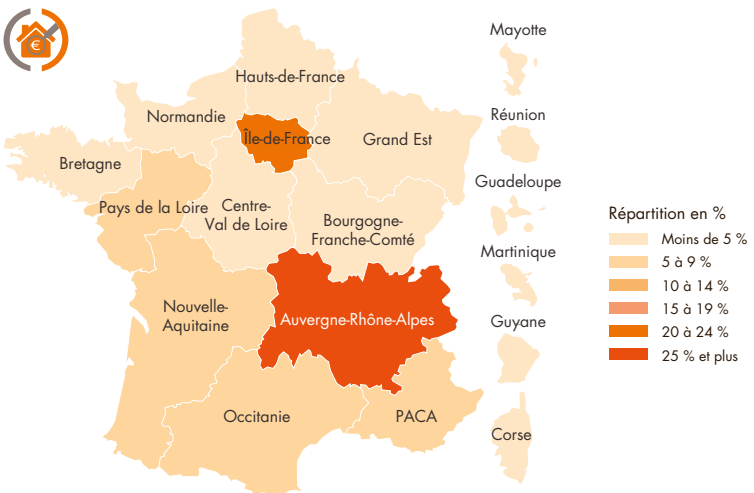 Mayotte
Hauts-de-France
Normandie
Réunion
Île-de-France
Grand Est
Bretagne
Guadeloupe
Pays de la Loire
Centre-
Val de Loire
Bourgogne-
Franche-Comté
Martinique
Nouvelle-
Aquitaine
Auvergne-Rhône-Alpes
Guyane
Occitanie
PACA
Corse
Répartition en %
Moins de 5 %
5 à 9 %
10 à 14 %
15 à 19 %
20 à 24 %
25 % et plus
€